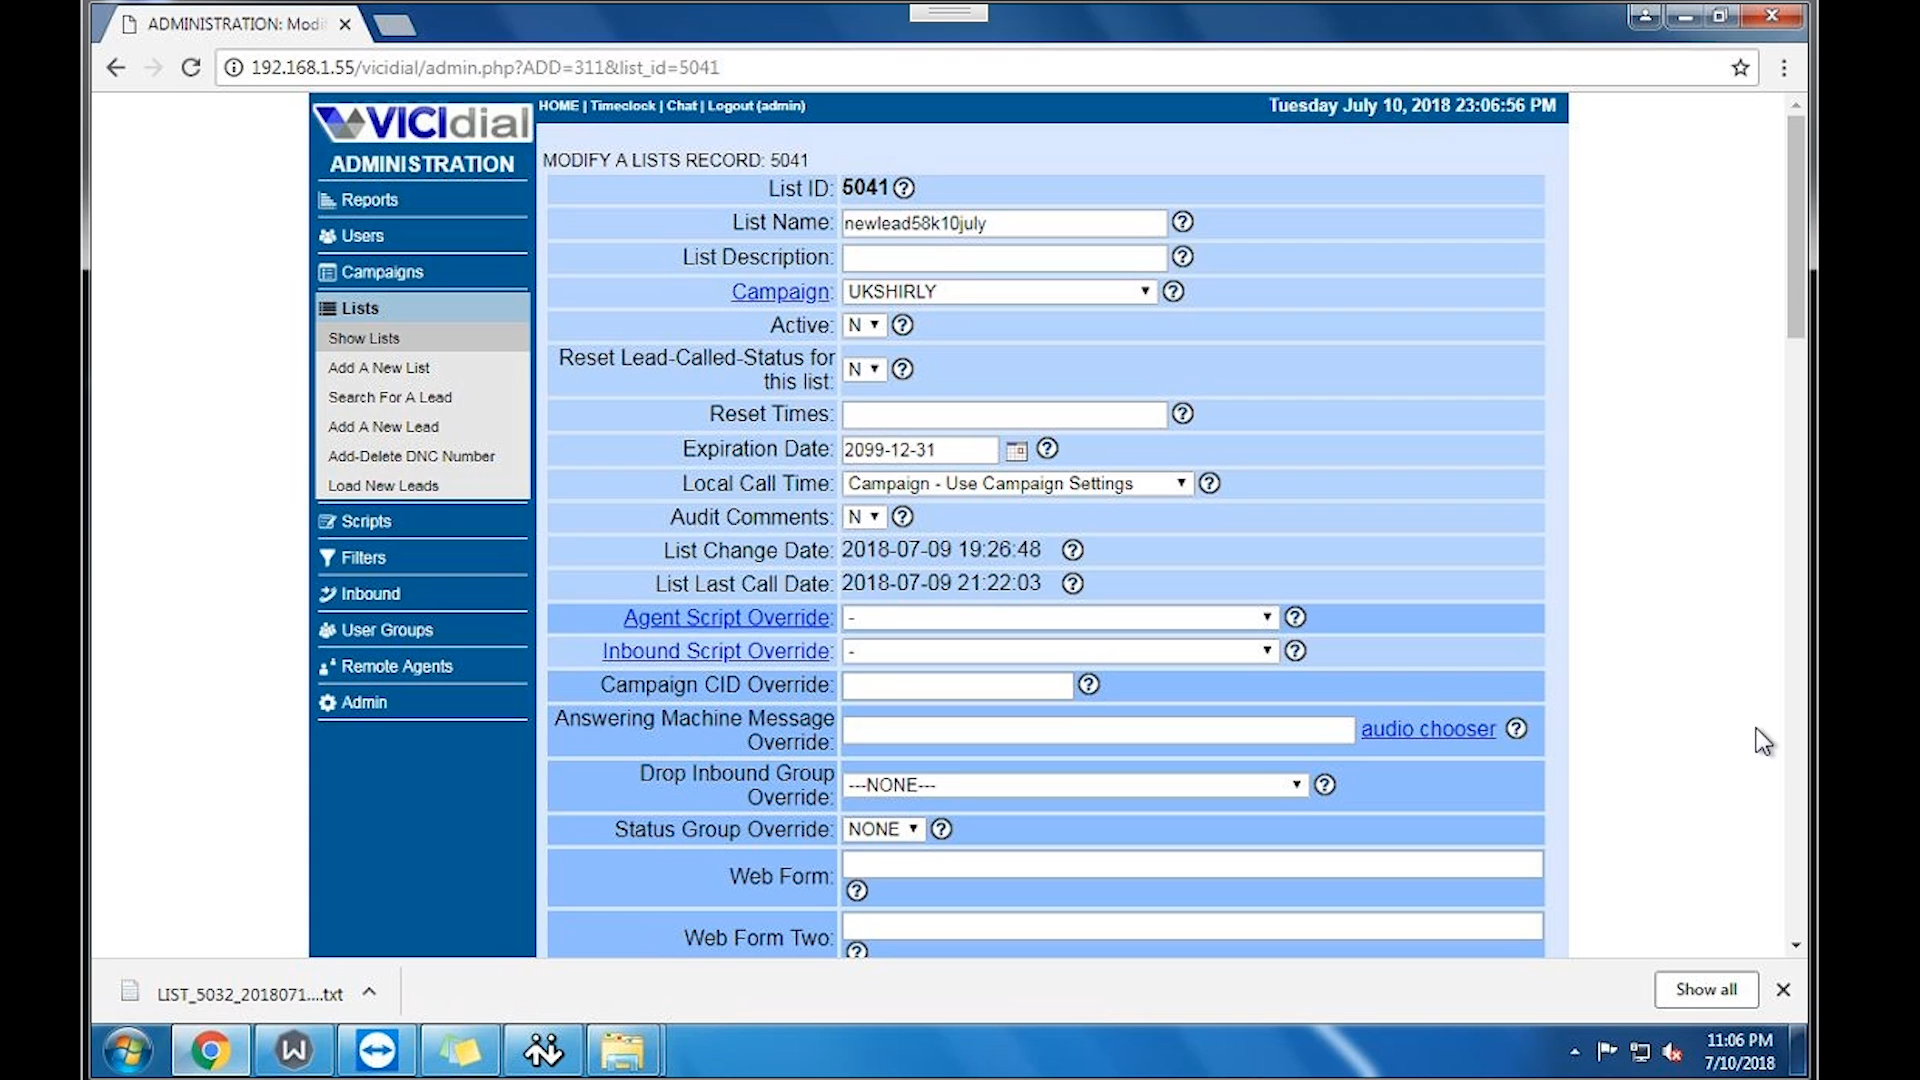 ADMINISTRATION: Modi
192.168.1.55/vicidial/admin.php?ADD=311&list_id=5041
VICIdial
HOME | Timeclock | Chat | Logout (admin)
Tuesday July 10, 2018 23:06:56 PM
ADMINISTRATION
Reports
Users
Campaigns
Lists
Show Lists
Add A New List
Search For A Lead
Add A New Lead
Add-Delete DNC Number
Load New Leads
Scripts
Filters
Inbound
User Groups
Remote Agents
Admin
MODIFY A LISTS RECORD: 5041
List ID: 5041
List Name: newlead58k10july
List Description:
Campaign: UKSHIRLY
Active: N
Reset Lead-Called-Status for
this list: N
Reset Times:
Expiration Date: 2099-12-31
Local Call Time: Campaign - Use Campaign Settings
Audit Comments: N
List Change Date: 2018-07-09 19:26:48
List Last Call Date: 2018-07-09 21:22:03
Agent Script Override: -
Inbound Script Override: -
Campaign CID Override:
Answering Machine Message
Override: audio chooser
Drop Inbound Group
Override: ---NONE---
Status Group Override: NONE
Web Form:
Web Form Two:
LIST_5032_2018071....txt
Show all
11:06 PM
7/10/2018